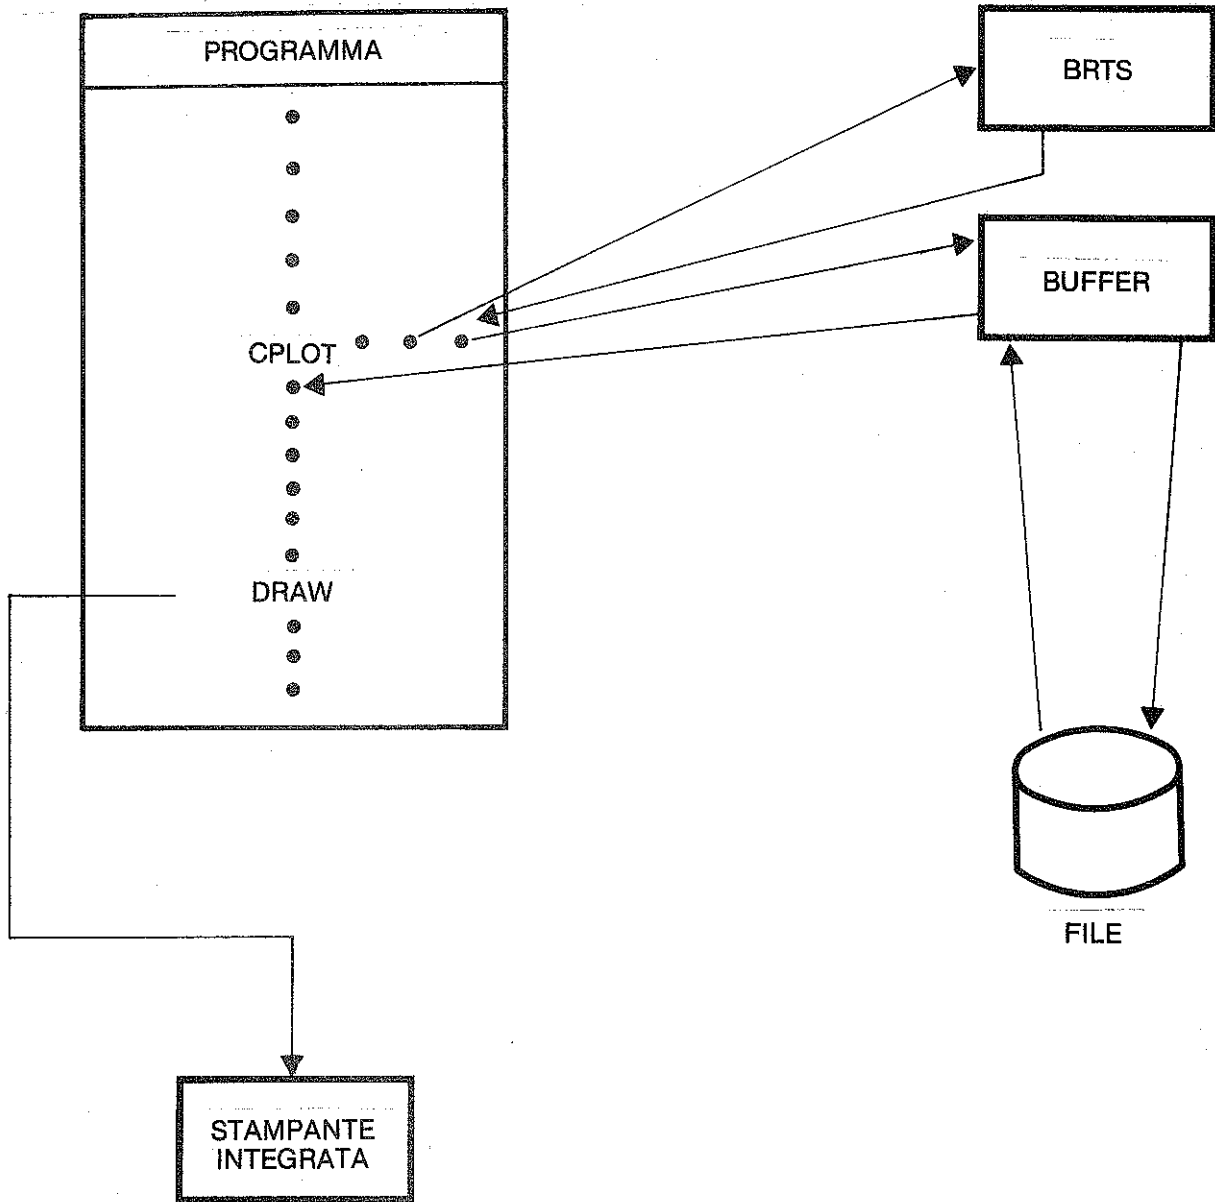 PROGRAMMA
BRTS
BUFFER
CPLOT
DRAW
FILE
STAMPANTE
INTEGRATA